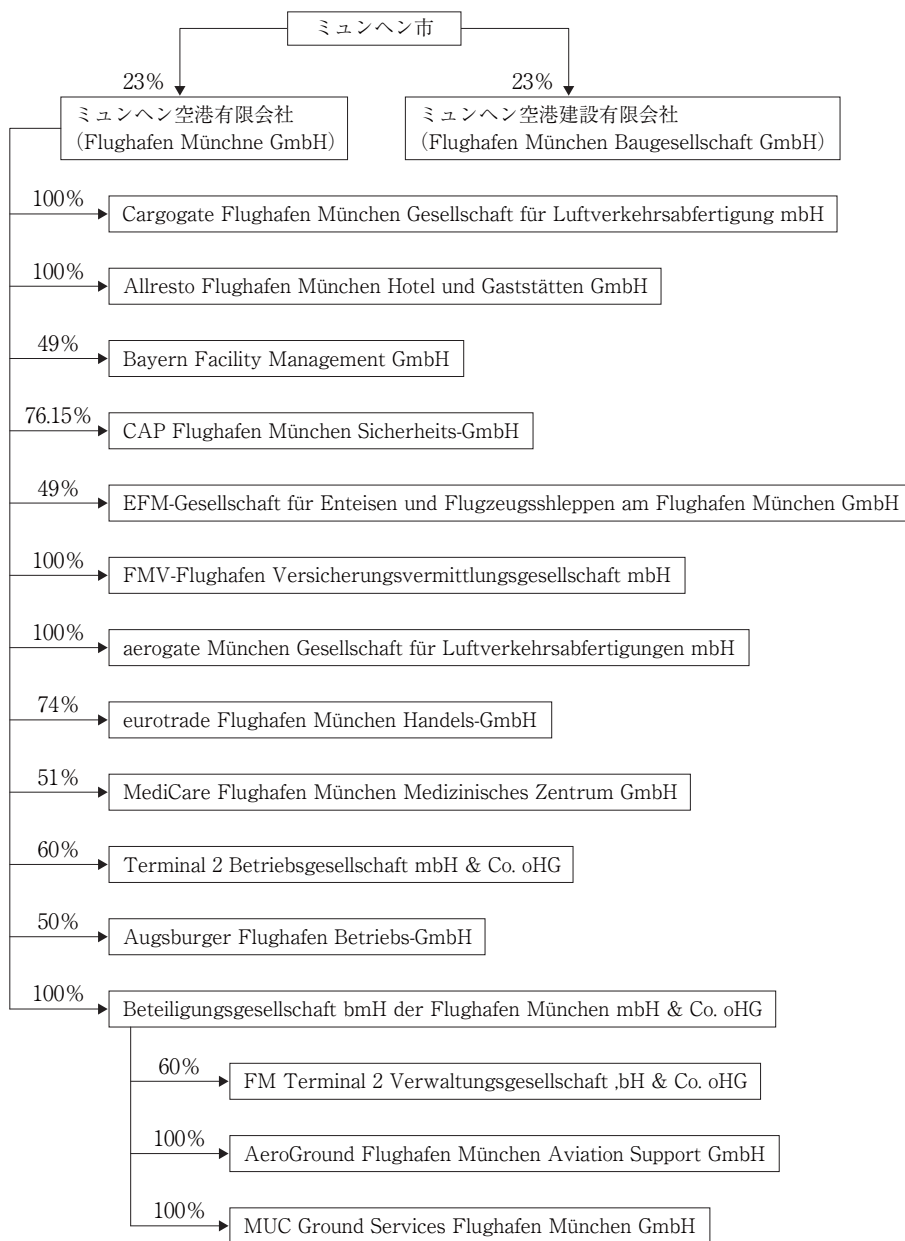 ミュンヘン市
23%
23%
ミュンヘン空港有限会社
(Flughafen Münchne GmbH)
ミュンヘン空港建設有限会社
(Flughafen München Baugesellschaft GmbH)
100%
Cargogate Flughafen München Gesellschaft für Luftverkehrsabfertigung mbH
100%
Allresto Flughafen München Hotel und Gaststätten GmbH
49%
Bayern Facility Management GmbH
76.15%
CAP Flughafen München Sicherheits-GmbH
49%
EFM-Gesellschaft für Enteisen und Flugzeugsshleppen am Flughafen München GmbH
100%
FMV-Flughafen Versicherungsvermittlungsgesellschaft mbH
100%
aerogate München Gesellschaft für Luftverkehrsabfertigungen mbH
74%
eurotrade Flughafen München Handels-GmbH
51%
MediCare Flughafen München Medizinisches Zentrum GmbH
60%
Terminal 2 Betriebsgesellschaft mbH & Co. oHG
50%
Augsburger Flughafen Betriebs-GmbH
100%
Beteiligungsgesellschaft bmH der Flughafen München mbH & Co. oHG
60%
FM Terminal 2 Verwaltungsgesellschaft ,bH & Co. oHG
100%
AeroGround Flughafen München Aviation Support GmbH
100%
MUC Ground Services Flughafen München GmbH